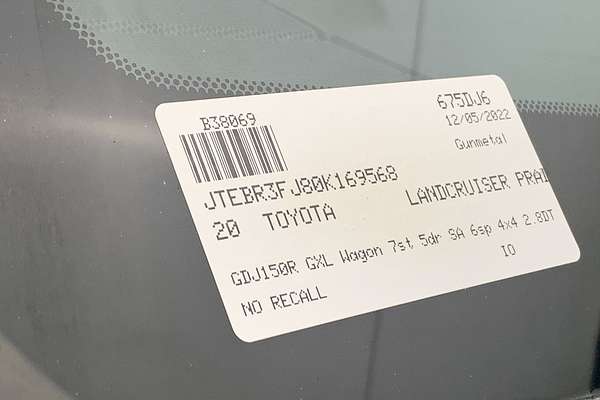 B38069 675DJ6
12/05/2022
Gunmetal
JTEBR3FJ80K169568
20 TOYOTA LANDCRUISER PRAD
GDJ150R GXL Wagon 7st 5dr SA 6sp 4x4 2.8DT
NO RECALL IO